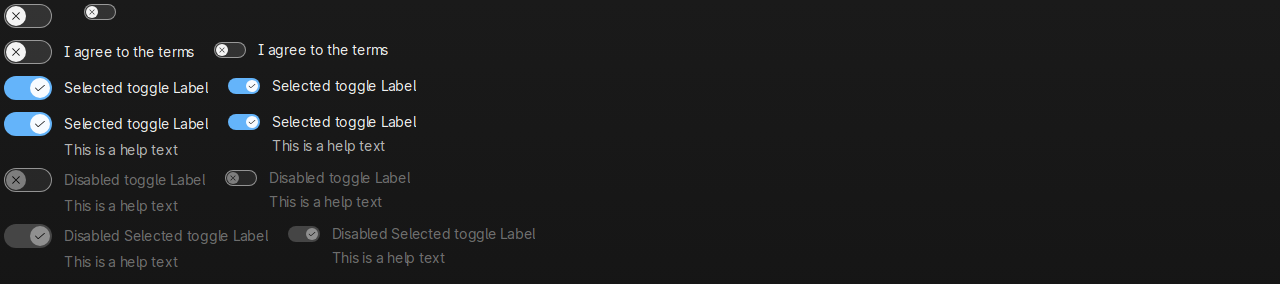 I agree to the terms I agree to the terms
Selected toggle Label Selected toggle Label
Selected toggle Label Selected toggle Label
This is a help text This is a help text
Disabled toggle Label Disabled toggle Label
This is a help text This is a help text
Disabled Selected toggle Label Disabled Selected toggle Label
This is a help text This is a help text